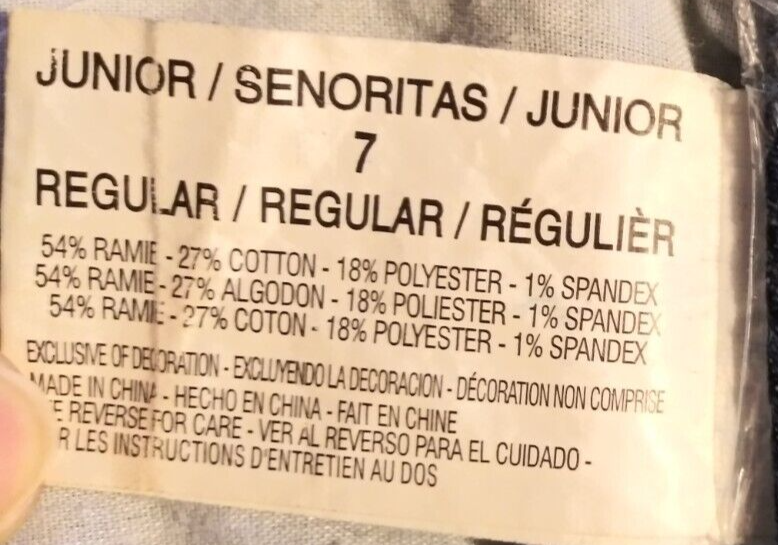 JUNIOR / SENORITAS / JUNIOR
7
REGULAR / REGULAR / RÉGULIÈR
54% RAMIE - 27% COTTON - 18% POLYESTER - 1% SPANDEX
54% RAMIE - 27% ALGODON - 18% POLIESTER - 1% SPANDEX
54% RAMIE - 27% COTON - 18% POLYESTER - 1% SPANDEX
EXCLUSIVE OF DECORATION - EXCLUYENDO LA DECORACION - DÉCORATION NON COMPRISE
MADE IN CHINA - HECHO EN CHINA - FAIT EN CHINE
REVERSE FOR CARE - VER AL REVERSO PARA EL CUIDADO -
LES INSTRUCTIONS D'ENTRETIEN AU DOS